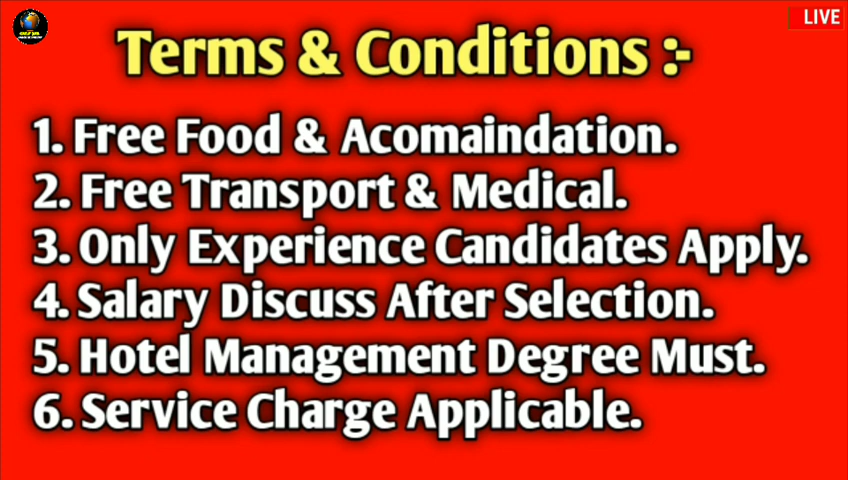 LIVE
Terms & Conditions :-
1. Free Food & Acomaindation.
2. Free Transport & Medical.
3. Only Experience Candidates Apply.
4. Salary Discuss After Selection.
5. Hotel Management Degree Must.
6. Service Charge Applicable.